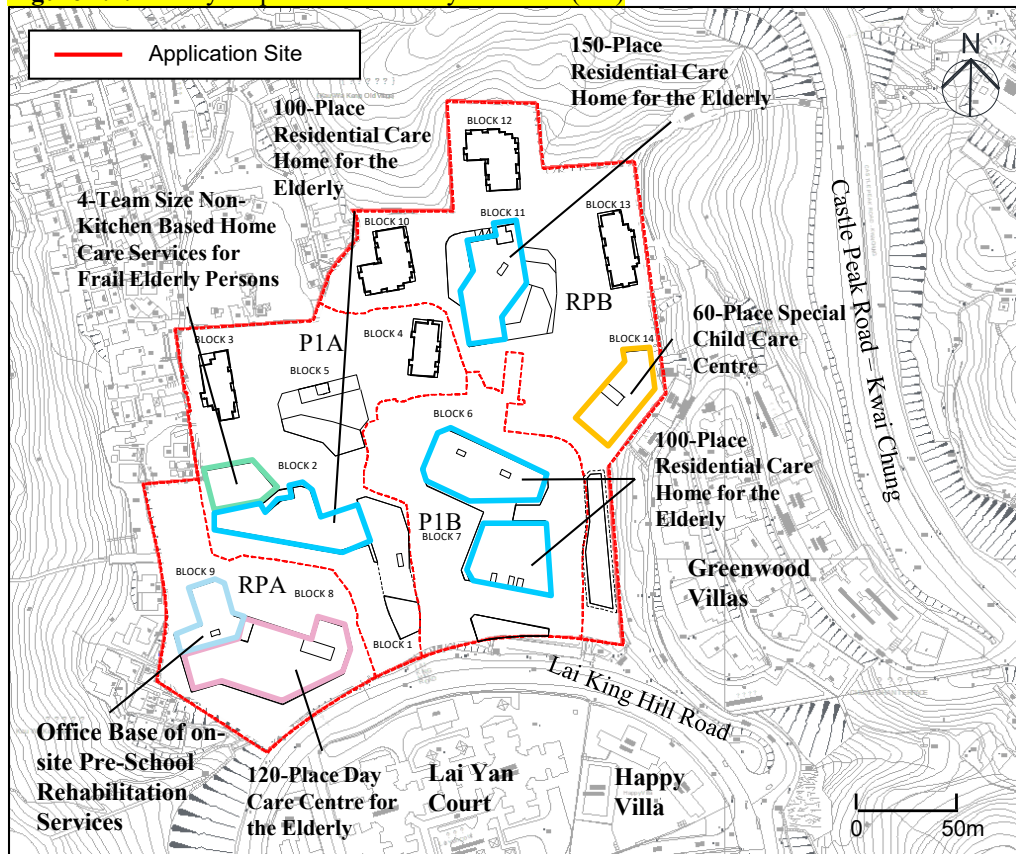 Application Site
N
150-Place
Residential Care
Home for the Elderly
100-Place
Residential Care
Home for the
Elderly
4-Team Size Non-
Kitchen Based Home
Care Services for
Frail Elderly Persons
BLOCK 12
BLOCK 11
BLOCK 10
BLOCK 13
RPB
Castle Peak Road - Kwai Chung
60-Place Special
Child Care
Centre
BLOCK 14
BLOCK 3
P1A
BLOCK 4
BLOCK 5
BLOCK 6
100-Place
Residential Care
Home for the
Elderly
BLOCK 2
P1B
BLOCK 7
Greenwood
Villas
BLOCK 9
RPA
BLOCK 8
BLOCK 1
Lai King Hill Road
Office Base of on-
site Pre-School
Rehabilitation
Services
120-Place Day
Care Centre for
the Elderly
Lai Yan
Court
Happy
Villa
0 50m